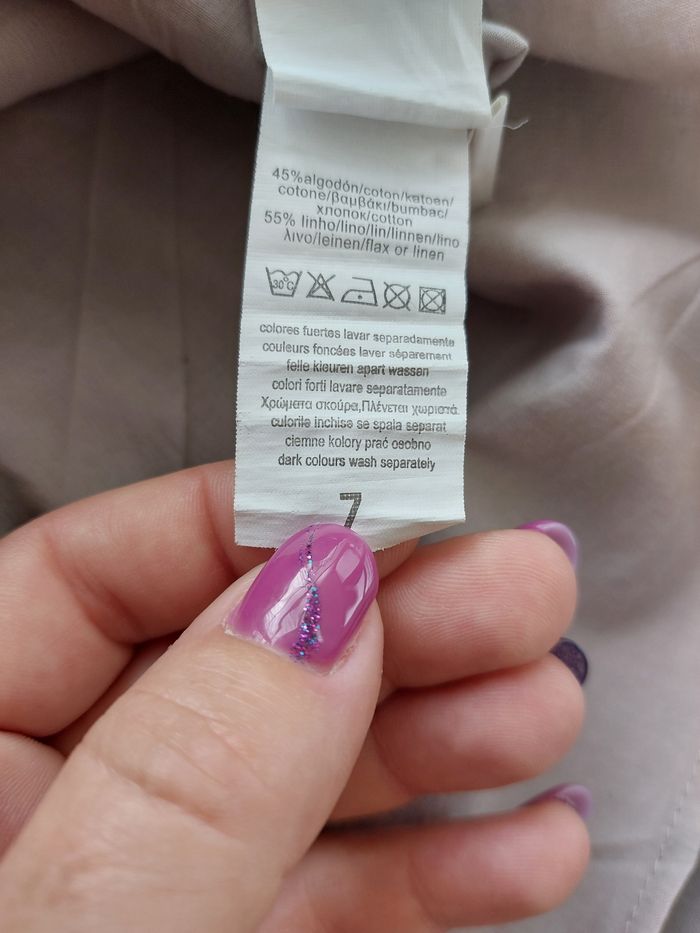 45%algodón/coton/katoen/
cotone/βαμβάκι/bumbac/
хлопок/cotton
55% linho/lino/lin/linnen/lino
λινο/leinen/flax or linen
30°C
colores fuertes lavar separadamente
couleurs foncées laver séparement
felle kleuren apart wassen
colori forti lavare separatamente
Χρώματα σκούρα,Πλένεται χωριστά.
culorile inchise se spala separat
ciemne kolory prać osobno
dark colours wash separately
7